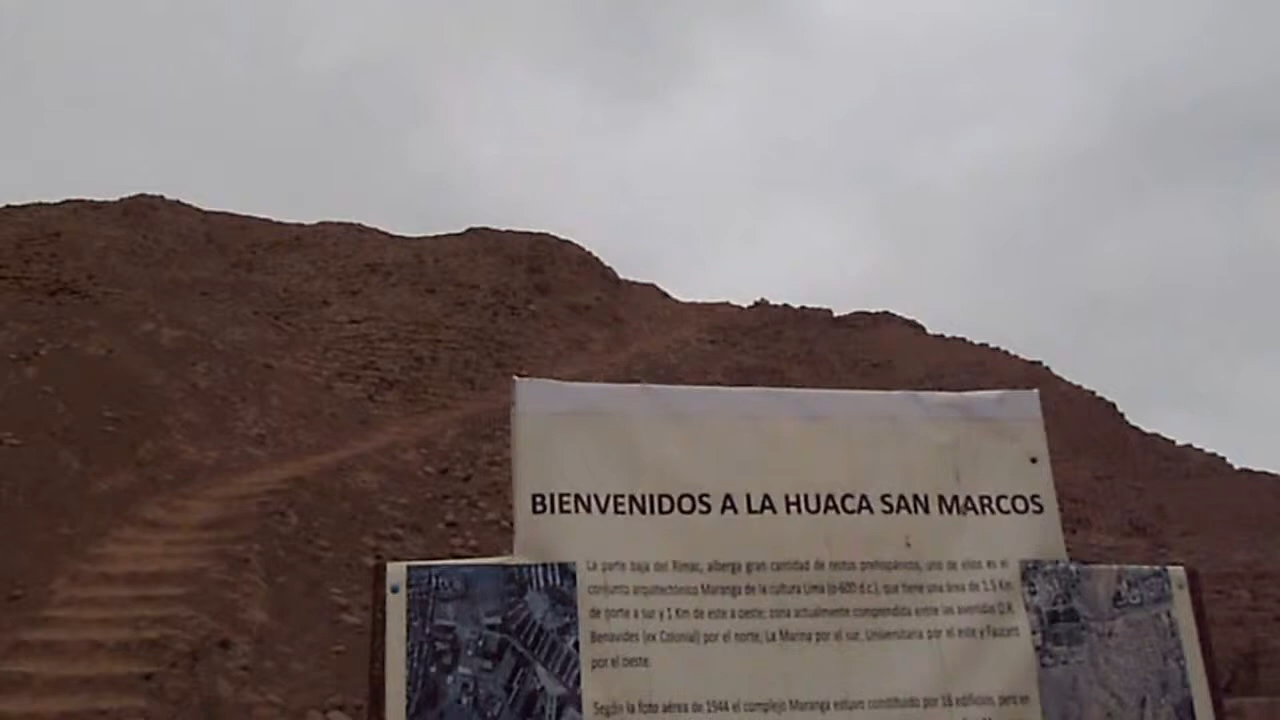 BIENVENIDOS A LA HUACA SAN MARCOS
La parte baja del Rimac, alberga gran cantidad de restos prehispánicos, uno de ellos es el
conjunto arquitectónico Maranga de la cultura Lima (o-600 d.c.), que tiene una área de 1.5 Km
de norte a sur y 1 Km de este a oeste; zona actualmente comprendida entre las avenidas O.R.
Benavides (ex Colonial) por el norte, La Marina por el sur, Universitaria por el este y Faucett
por el oeste.
Según la foto aérea de 1944 el complejo Maranga estuvo constituido por 16 edificios, pero en